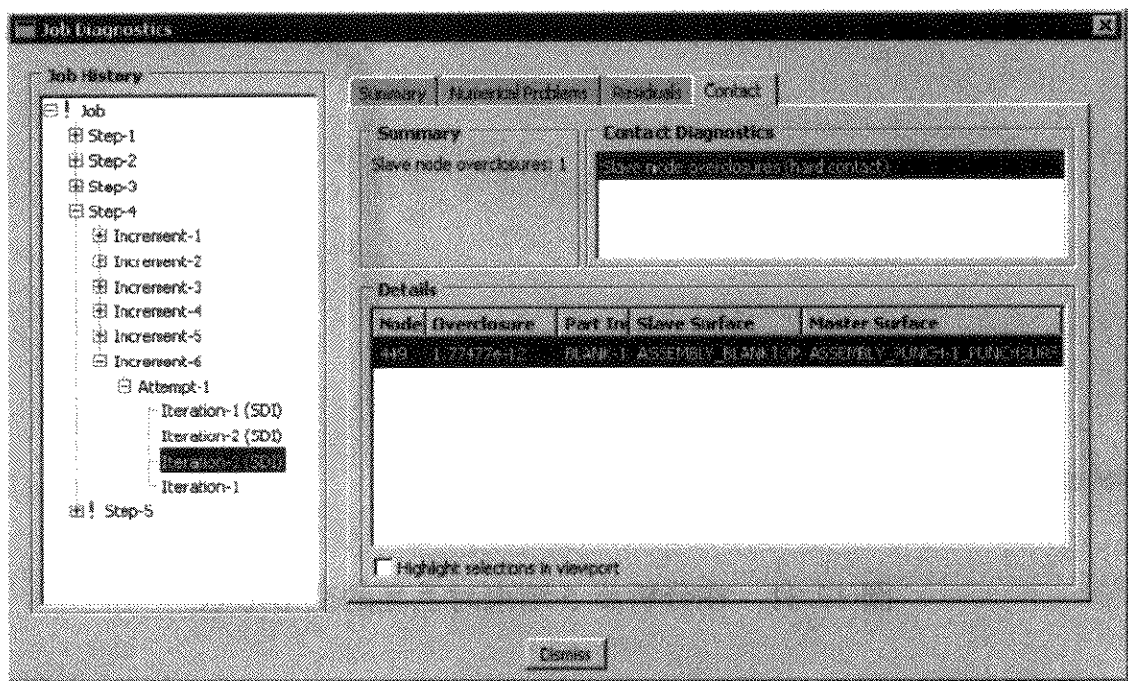 Job Diagnostics
Job History
! Job
Step-1
Step-2
Step-3
Step-4
Increment-1
Increment-2
Increment-3
Increment-4
Increment-5
Increment-6
Attempt-1
Iteration-1 (SDI)
Iteration-2 (SDI)
Iteration-1
! Step-5
Summary Numerical Problems Residuals Contact
Summary
Slave node overclosures: 1
Contact Diagnostics
Slave node overclosures (hard contact)
Details
Node Overclosure Part In Slave Surface Master Surface
449 BLANK-1 ASSEMBLY_BLANKTOP
Highlight selections in viewport
Dismiss